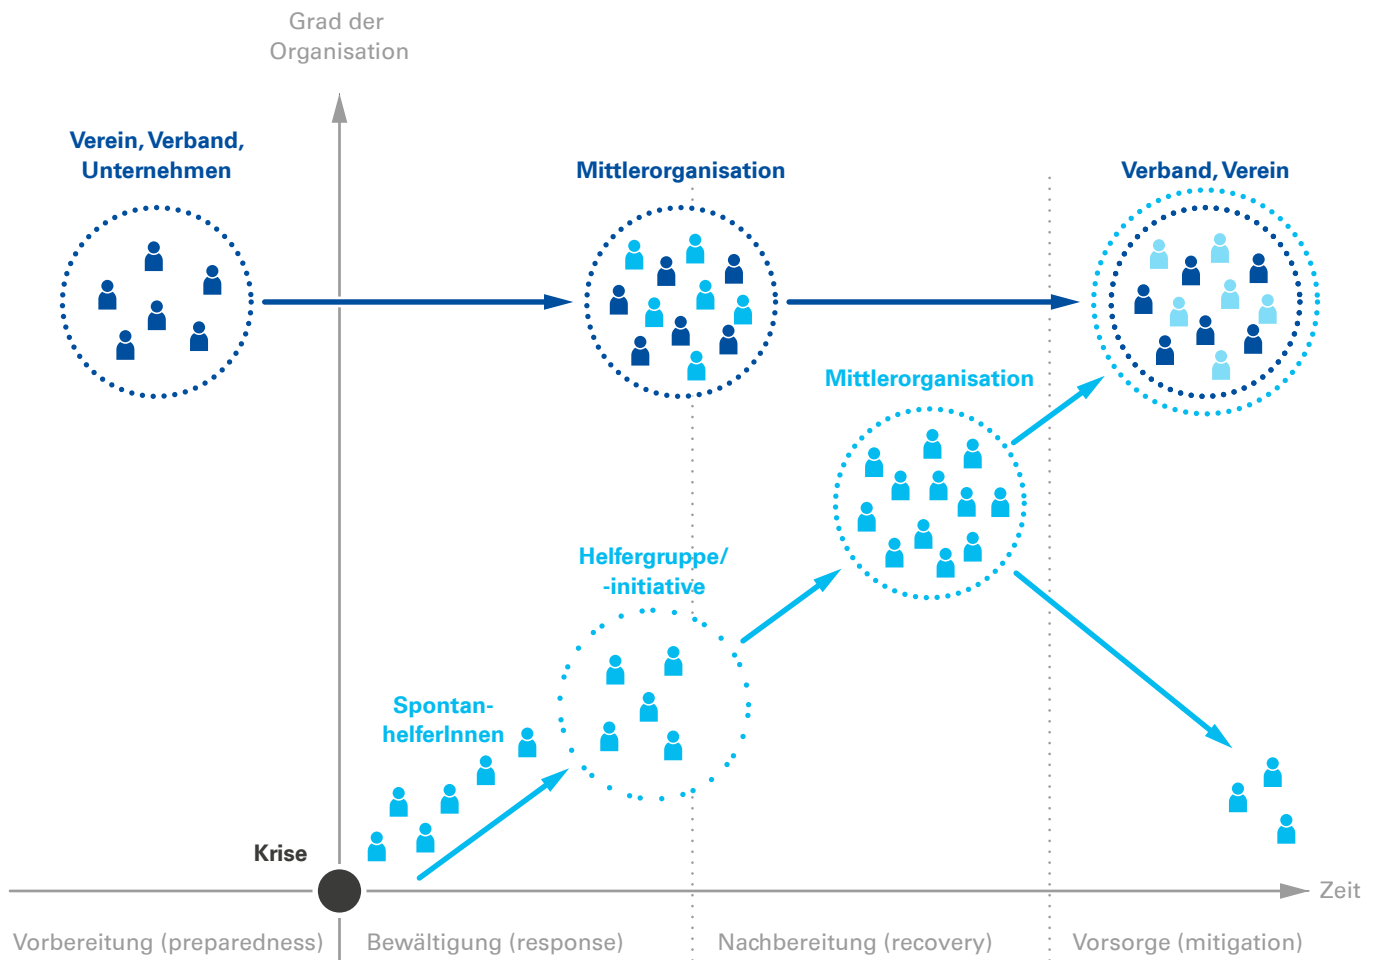 Grad der
Organisation
Verein, Verband,
Unternehmen
Mittlerorganisation
Verband, Verein
Mittlerorganisation
Helfergruppe/
-initiative
Spontan-
helferInnen
Krise
Zeit
Vorbereitung (preparedness)
Bewältigung (response)
Nachbereitung (recovery)
Vorsorge (mitigation)